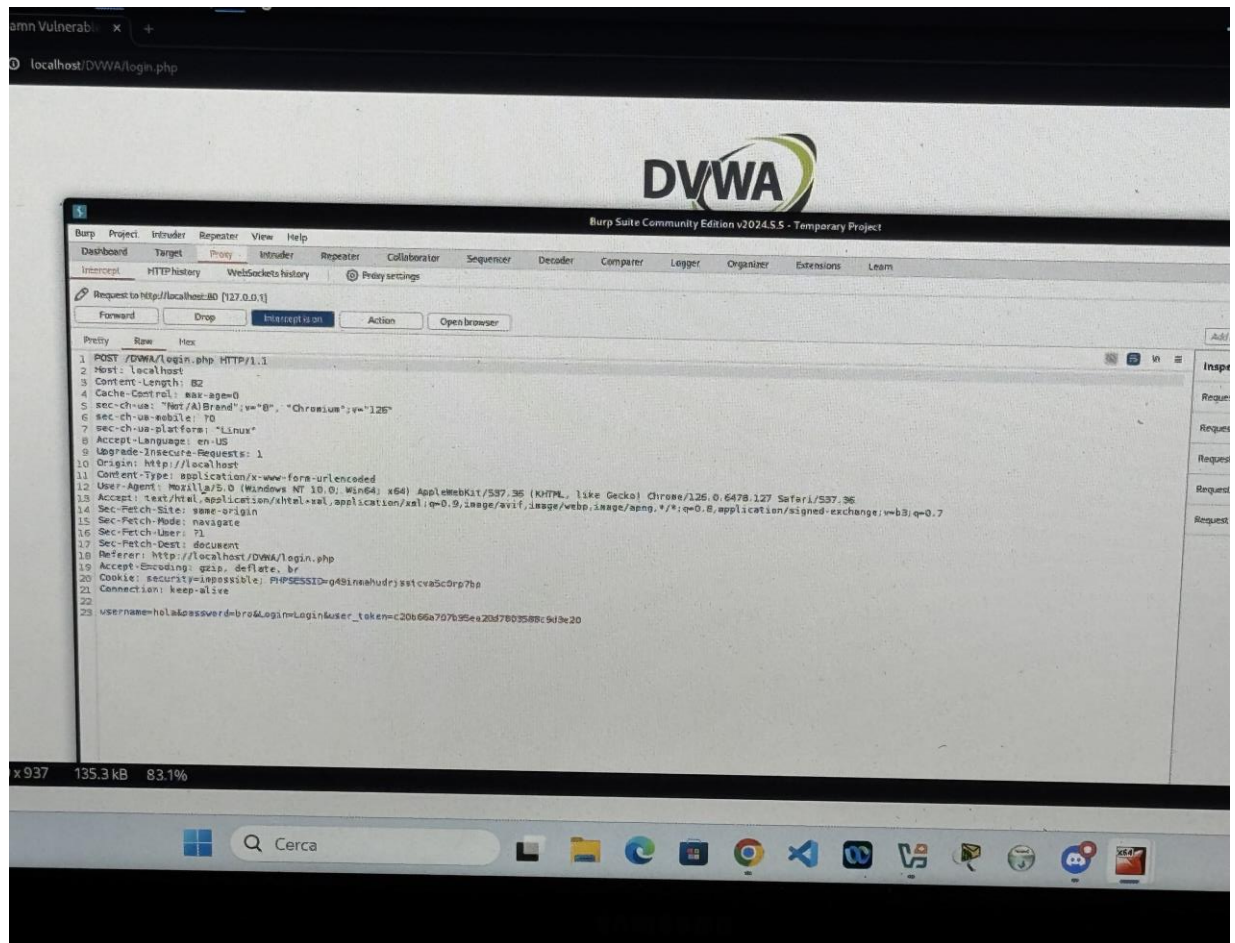 amn Vulnerabl × +
localhost/DVWA/login.php
DVWA
Burp Suite Community Edition v2024.5.5 - Temporary Project
Burp Project Intruder Repeater View Help
Dashboard Target Proxy Intruder Repeater Collaborator Sequencer Decoder Comparer Logger Organizer Extensions Learn
Intercept HTTP history WebSockets history Proxy settings
Request to http://localhost:80 [127.0.0.1]
Forward Drop Intercept is on Action Open browser
Add
Pretty Raw Hex
\n
Inspe
1 POST /DVWA/login.php HTTP/1.1
2 Host: localhost
3 Content-Length: 82
4 Cache-Control: max-age=0
5 sec-ch-ua: "Not/A)Brand";v="8", "Chromium";v="126"
6 sec-ch-ua-mobile: ?0
7 sec-ch-ua-platform: "Linux"
8 Accept-Language: en-US
9 Upgrade-Insecure-Requests: 1
10 Origin: http://localhost
11 Content-Type: application/x-www-form-urlencoded
12 User-Agent: Mozilla/5.0 (Windows NT 10.0; Win64; x64) AppleWebKit/537.36 (KHTML, like Gecko) Chrome/126.0.6478.127 Safari/537.36
13 Accept: text/html,application/xhtml+xml,application/xml;q=0.9,image/avif,image/webp,image/apng,*/*;q=0.8,application/signed-exchange;v=b3;q=0.7
14 Sec-Fetch-Site: same-origin
15 Sec-Fetch-Mode: navigate
16 Sec-Fetch-User: ?1
17 Sec-Fetch-Dest: document
18 Referer: http://localhost/DVWA/login.php
19 Accept-Encoding: gzip, deflate, br
20 Cookie: security=impossible;
21 Connection: keep-alive
22
23 username=hola&password=bro&Login=Login&user_token=c20b66a707b95ea20d7803588c9d3e20
Reques
Reques
Request
Request
Request
x 937 135.3 kB 83.1%
Cerca
x64